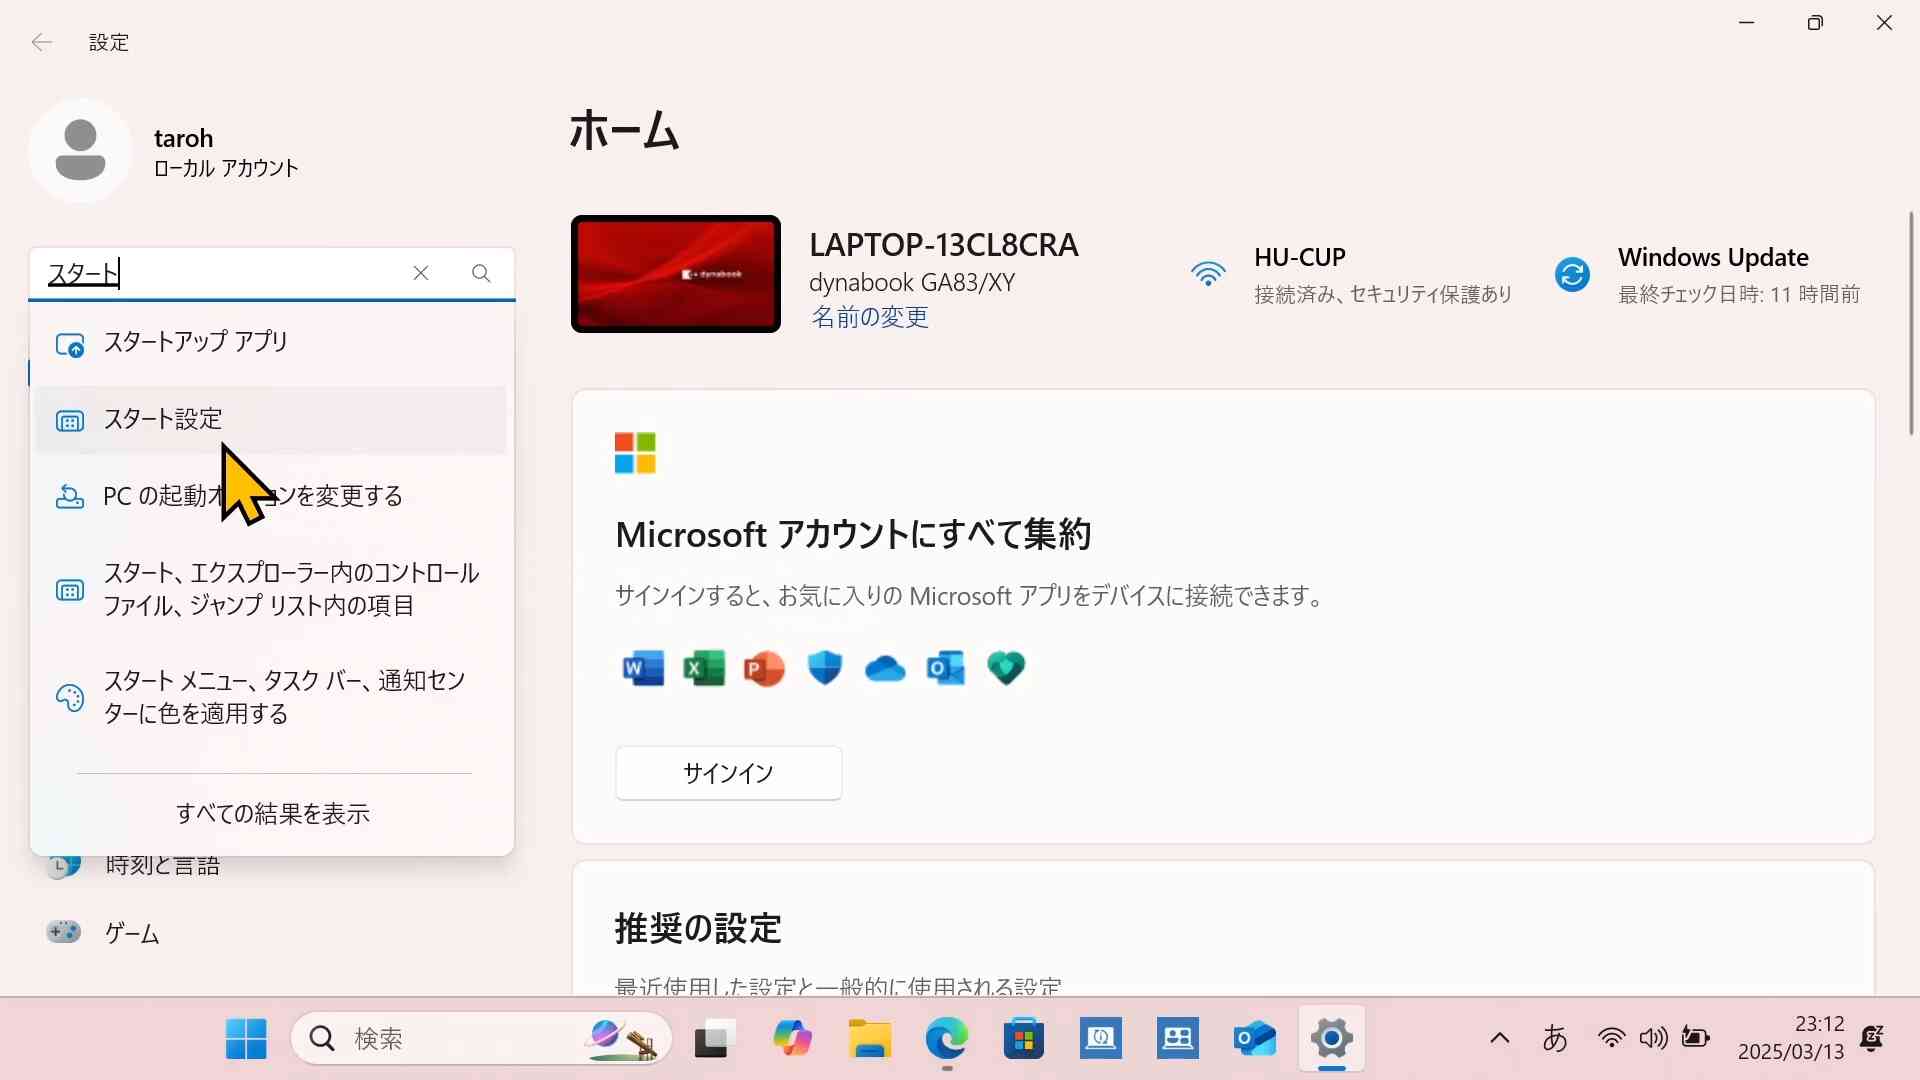 設定
taroh
ローカル アカウント
スタート
スタートアップ アプリ
スタート設定
PC の起動オ ョンを変更する
スタート、エクスプローラー内のコントロール
ファイル、ジャンプ リスト内の項目
スタート メニュー、タスク バー、通知セン
ターに色を適用する
すべての結果を表示
時刻と言語
ゲーム
ホーム
dynabook
LAPTOP-13CL8CRA
dynabook GA83/XY
名前の変更
HU-CUP
接続済み、セキュリティ保護あり
Windows Update
最終チェック日時: 11 時間前
Microsoft アカウントにすべて集約
サインインすると、お気に入りの Microsoft アプリをデバイスに接続できます。
サインイン
推奨の設定
最近使用した設定と一般的に使用される設定
検索
あ
23:12
2025/03/13